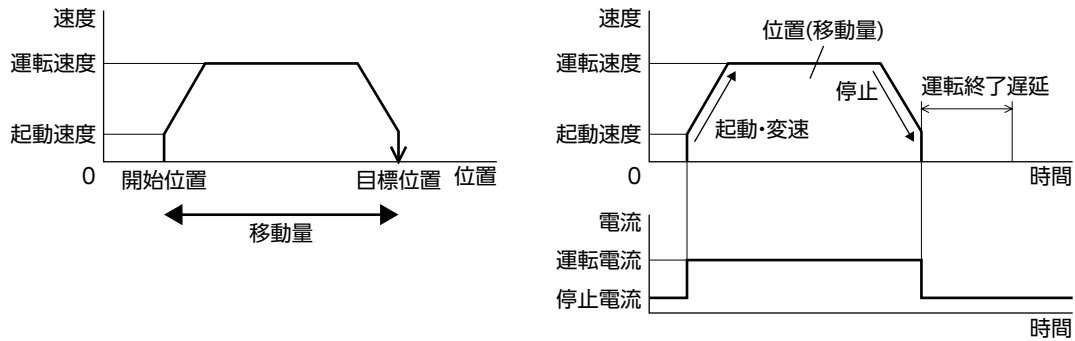 速度
運転速度
起動速度
0
開始位置
目標位置
位置
移動量
速度
位置(移動量)
運転速度
停止
運転終了遅延
起動・変速
起動速度
0
時間
電流
運転電流
停止電流
時間